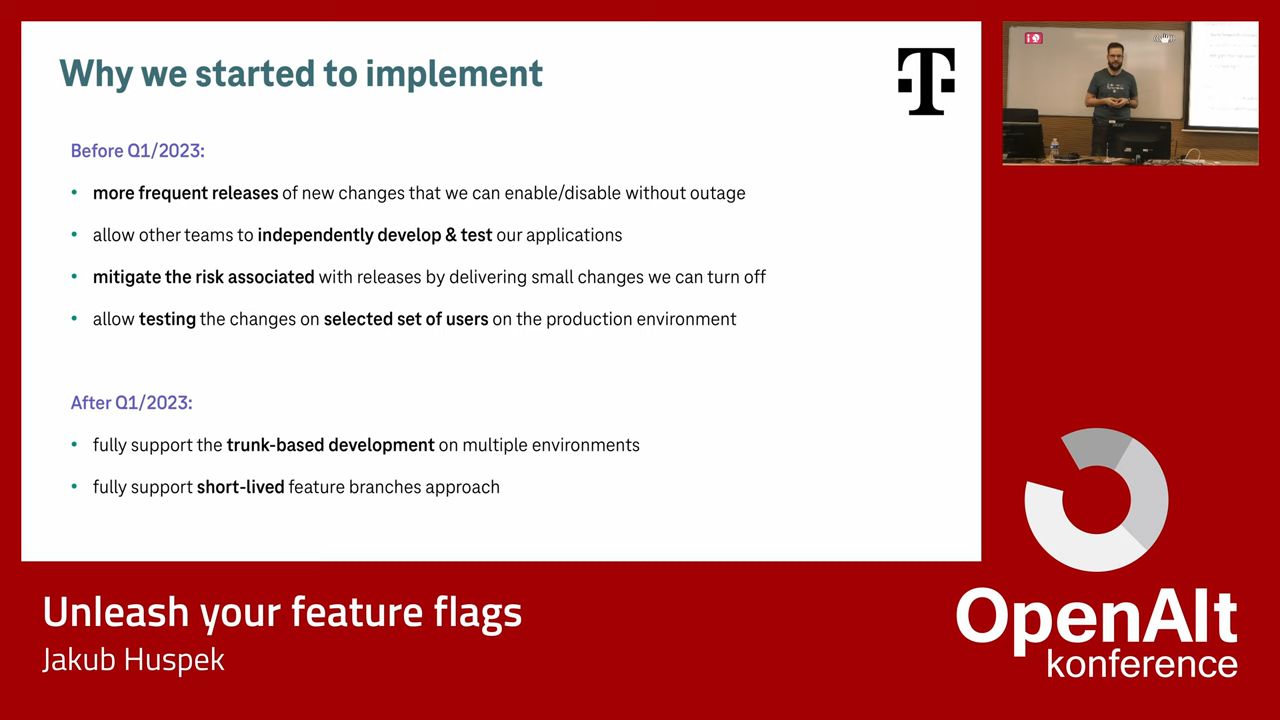 Why we started to implement
Before Q1/2023:
• more frequent releases of new changes that we can enable/disable without outage
• allow other teams to independently develop & test our applications
• mitigate the risk associated with releases by delivering small changes we can turn off
• allow testing the changes on selected set of users on the production environment
After Q1/2023:
• fully support the trunk-based development on multiple environments
• fully support short-lived feature branches approach
T
Unleash your feature flags
Jakub Huspek
OpenAlt
konference